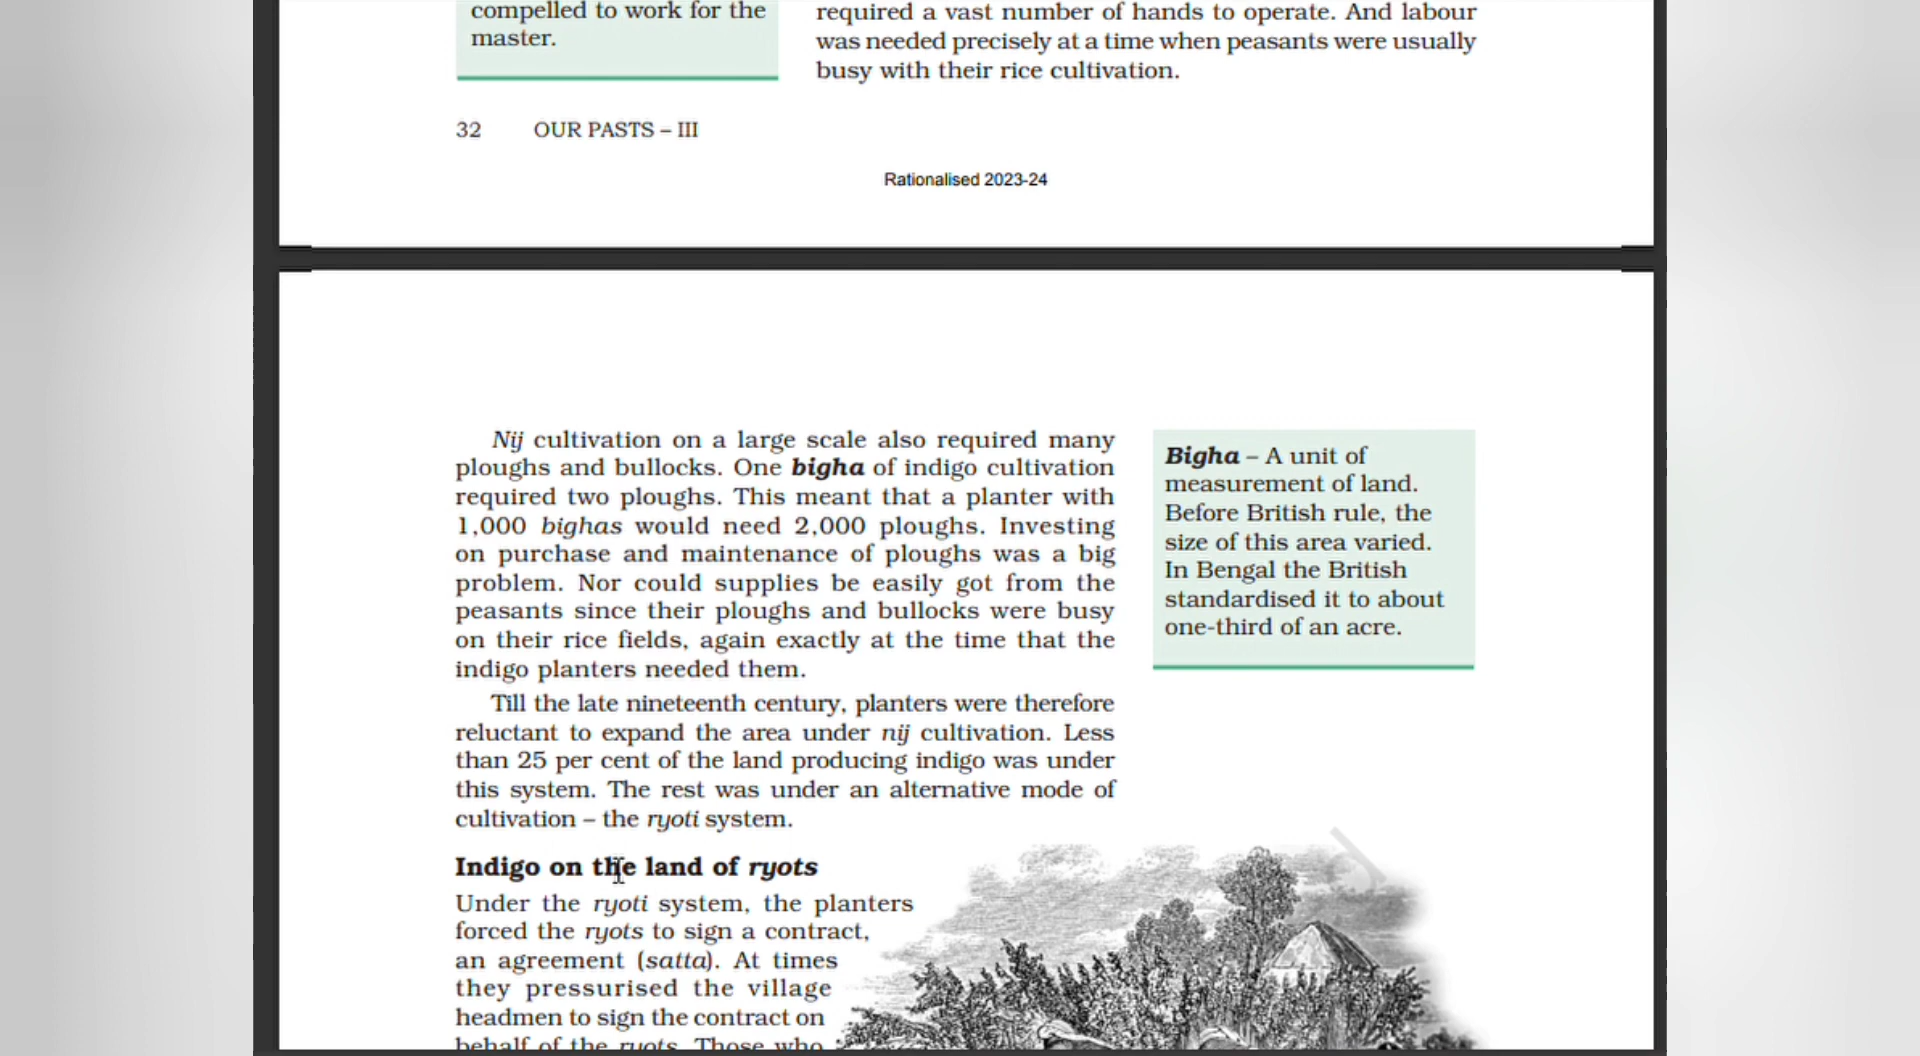 compelled to work for the
master.
required a vast number of hands to operate. And labour
was needed precisely at a time when peasants were usually
busy with their rice cultivation.
32 OUR PASTS – III
Rationalised 2023-24
Nij cultivation on a large scale also required many
ploughs and bullocks. One bigha of indigo cultivation
required two ploughs. This meant that a planter with
1,000 bighas would need 2,000 ploughs. Investing
on purchase and maintenance of ploughs was a big
problem. Nor could supplies be easily got from the
peasants since their ploughs and bullocks were busy
on their rice fields, again exactly at the time that the
indigo planters needed them.
Till the late nineteenth century, planters were therefore
reluctant to expand the area under nij cultivation. Less
than 25 per cent of the land producing indigo was under
this system. The rest was under an alternative mode of
cultivation – the ryoti system.
Bigha – A unit of
measurement of land.
Before British rule, the
size of this area varied.
In Bengal the British
standardised it to about
one-third of an acre.
Indigo on the land of ryots
Under the ryoti system, the planters
forced the ryots to sign a contract,
an agreement (satta). At times
they pressurised the village
headmen to sign the contract on
behalf of the ryots. Those who